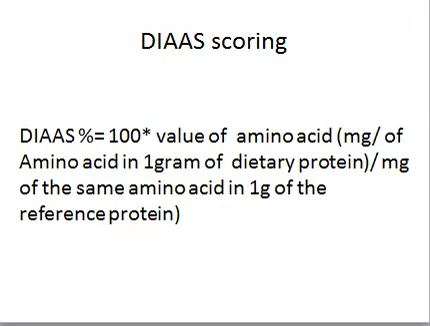 DIAAS scoring
DIAAS %= 100* value of amino acid (mg/ of
Amino acid in 1gram of dietary protein)/ mg
of the same amino acid in 1g of the
reference protein)